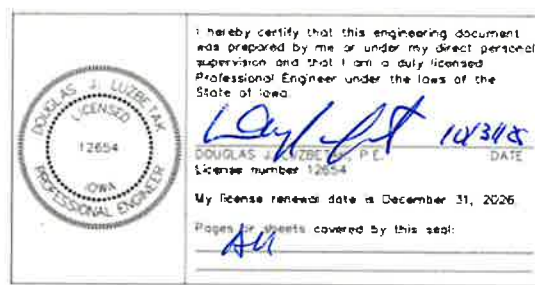 DOUGLAS J. LUZBETAK
LICENSED
12654
IOWA
PROFESSIONAL ENGINEER
I hereby certify that this engineering document
was prepared by me or under my direct personal
supervision and that I am a duly licensed
Professional Engineer under the laws of the
State of Iowa.
DOUGLAS J. LUZBETAK, P.E. DATE
License number 12654
My license renewal date is December 31, 2026
Pages or sheets covered by this seal:
All